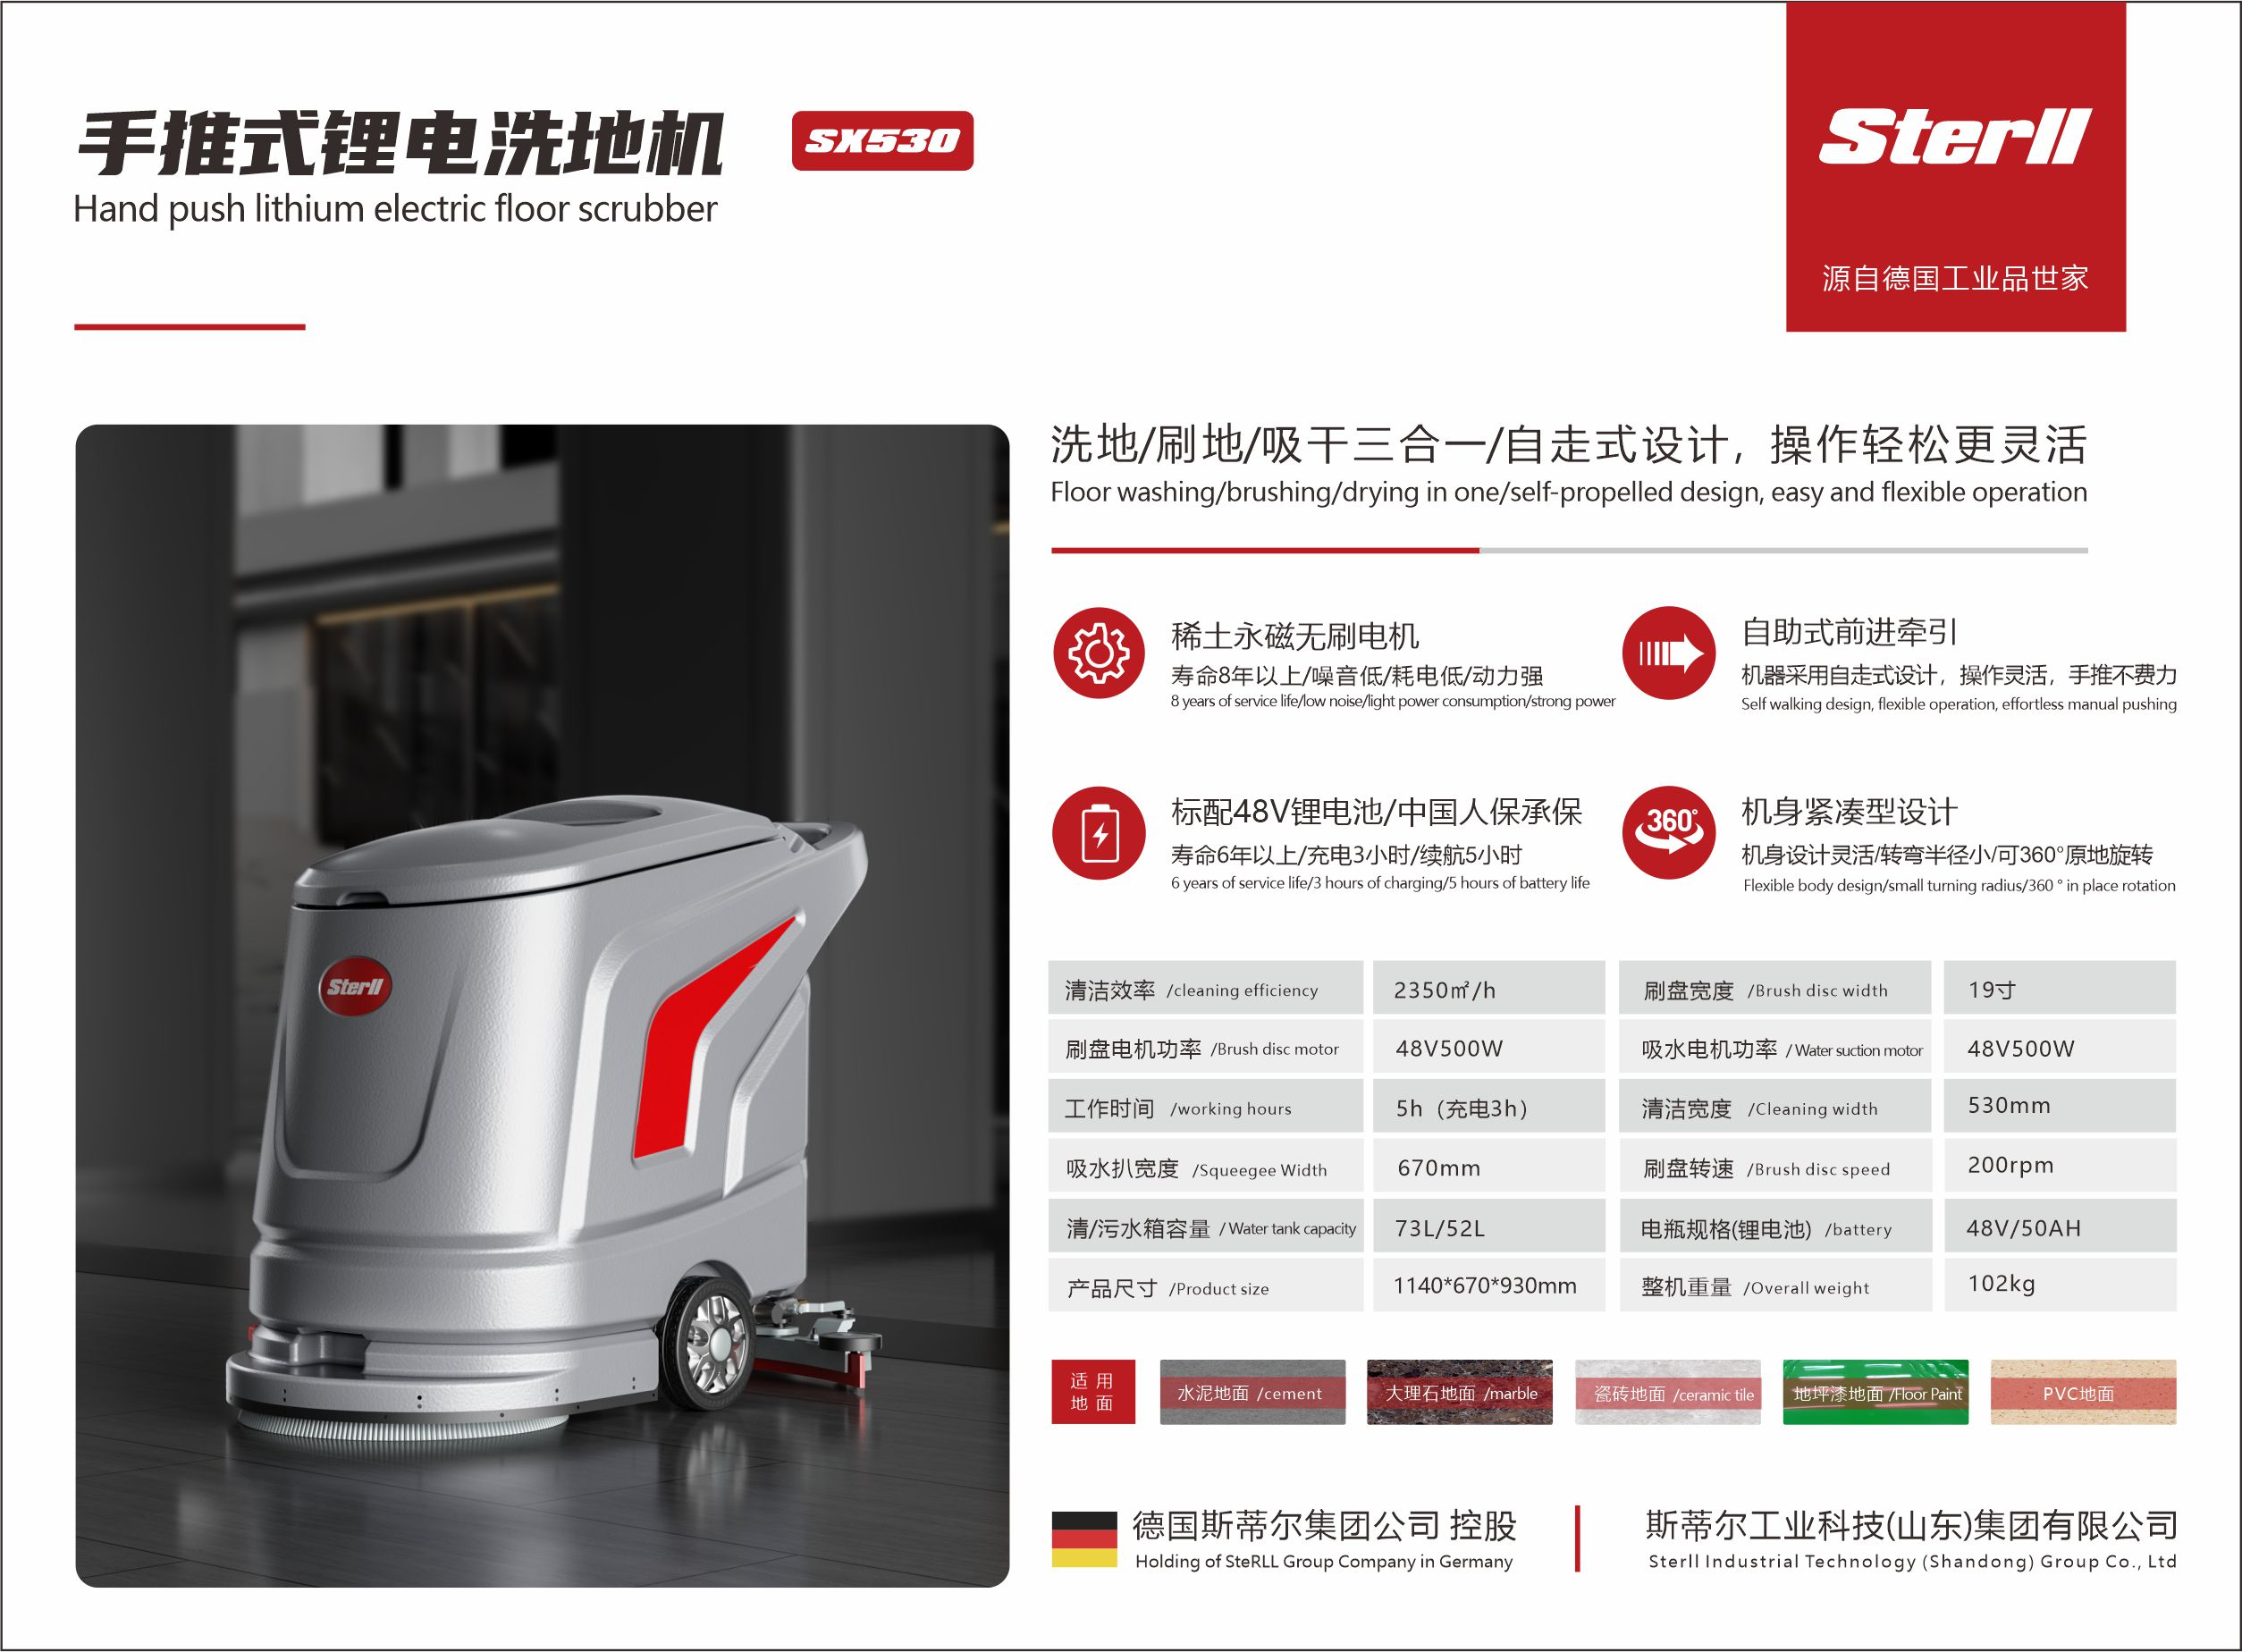 手推式锂电洗地机
SX530
Hand push lithium electric floor scrubber
Sterll
源自德国工业品世家
洗地/刷地/吸干三合一/自走式设计，操作轻松更灵活
Floor washing/brushing/drying in one/self-propelled design, easy and flexible operation
稀土永磁无刷电机
寿命8年以上/噪音低/耗电低/动力强
8 years of service life/low noise/light power consumption/strong power
自助式前进牵引
机器采用自走式设计，操作灵活，手推不费力
Self walking design, flexible operation, effortless manual pushing
标配48V锂电池/中国人保承保
寿命6年以上/充电3小时/续航5小时
6 years of service life/3 hours of charging/5 hours of battery life
360°
机身紧凑型设计
机身设计灵活/转弯半径小/可360°原地旋转
Flexible body design/small turning radius/360 ° in place rotation
Sterll
清洁效率 /cleaning efficiency 2350㎡/h 刷盘宽度 /Brush disc width 19寸
刷盘电机功率 /Brush disc motor 48V500W 吸水电机功率 / Water suction motor 48V500W
工作时间 /working hours 5h（充电3h） 清洁宽度 /Cleaning width 530mm
吸水扒宽度 /Squeegee Width 670mm 刷盘转速 /Brush disc speed 200rpm
清/污水箱容量 / Water tank capacity 73L/52L 电瓶规格(锂电池) /battery 48V/50AH
产品尺寸 /Product size 1140*670*930mm 整机重量 /Overall weight 102kg
适用
地面
水泥地面 /cement 大理石地面 /marble 瓷砖地面 /ceramic tile 地坪漆地面 /Floor Paint PVC地面
德国斯蒂尔集团公司 控股
Holding of SteRLL Group Company in Germany
斯蒂尔工业科技(山东)集团有限公司
Sterll Industrial Technology (Shandong) Group Co., Ltd